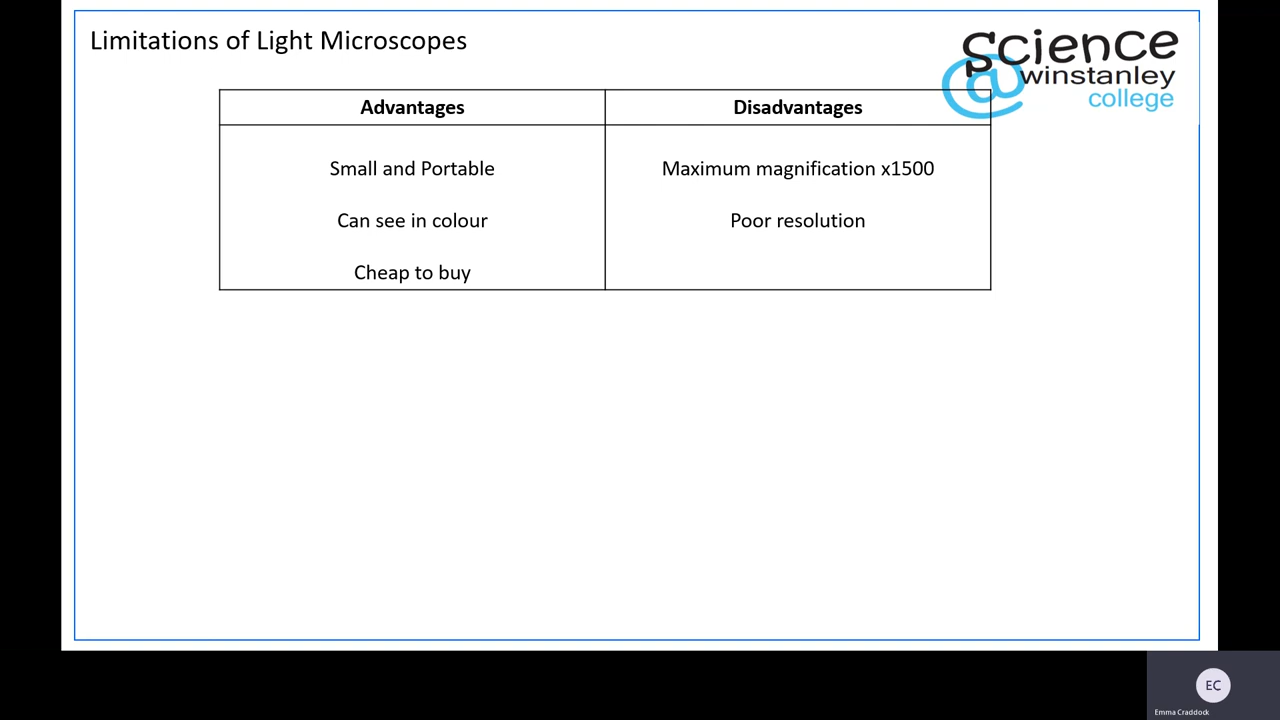 Limitations of Light Microscopes
science
@winstanley
college
Advantages
Disadvantages
Small and Portable
Maximum magnification x1500
Can see in colour
Poor resolution
Cheap to buy
EC
Emma Craddock